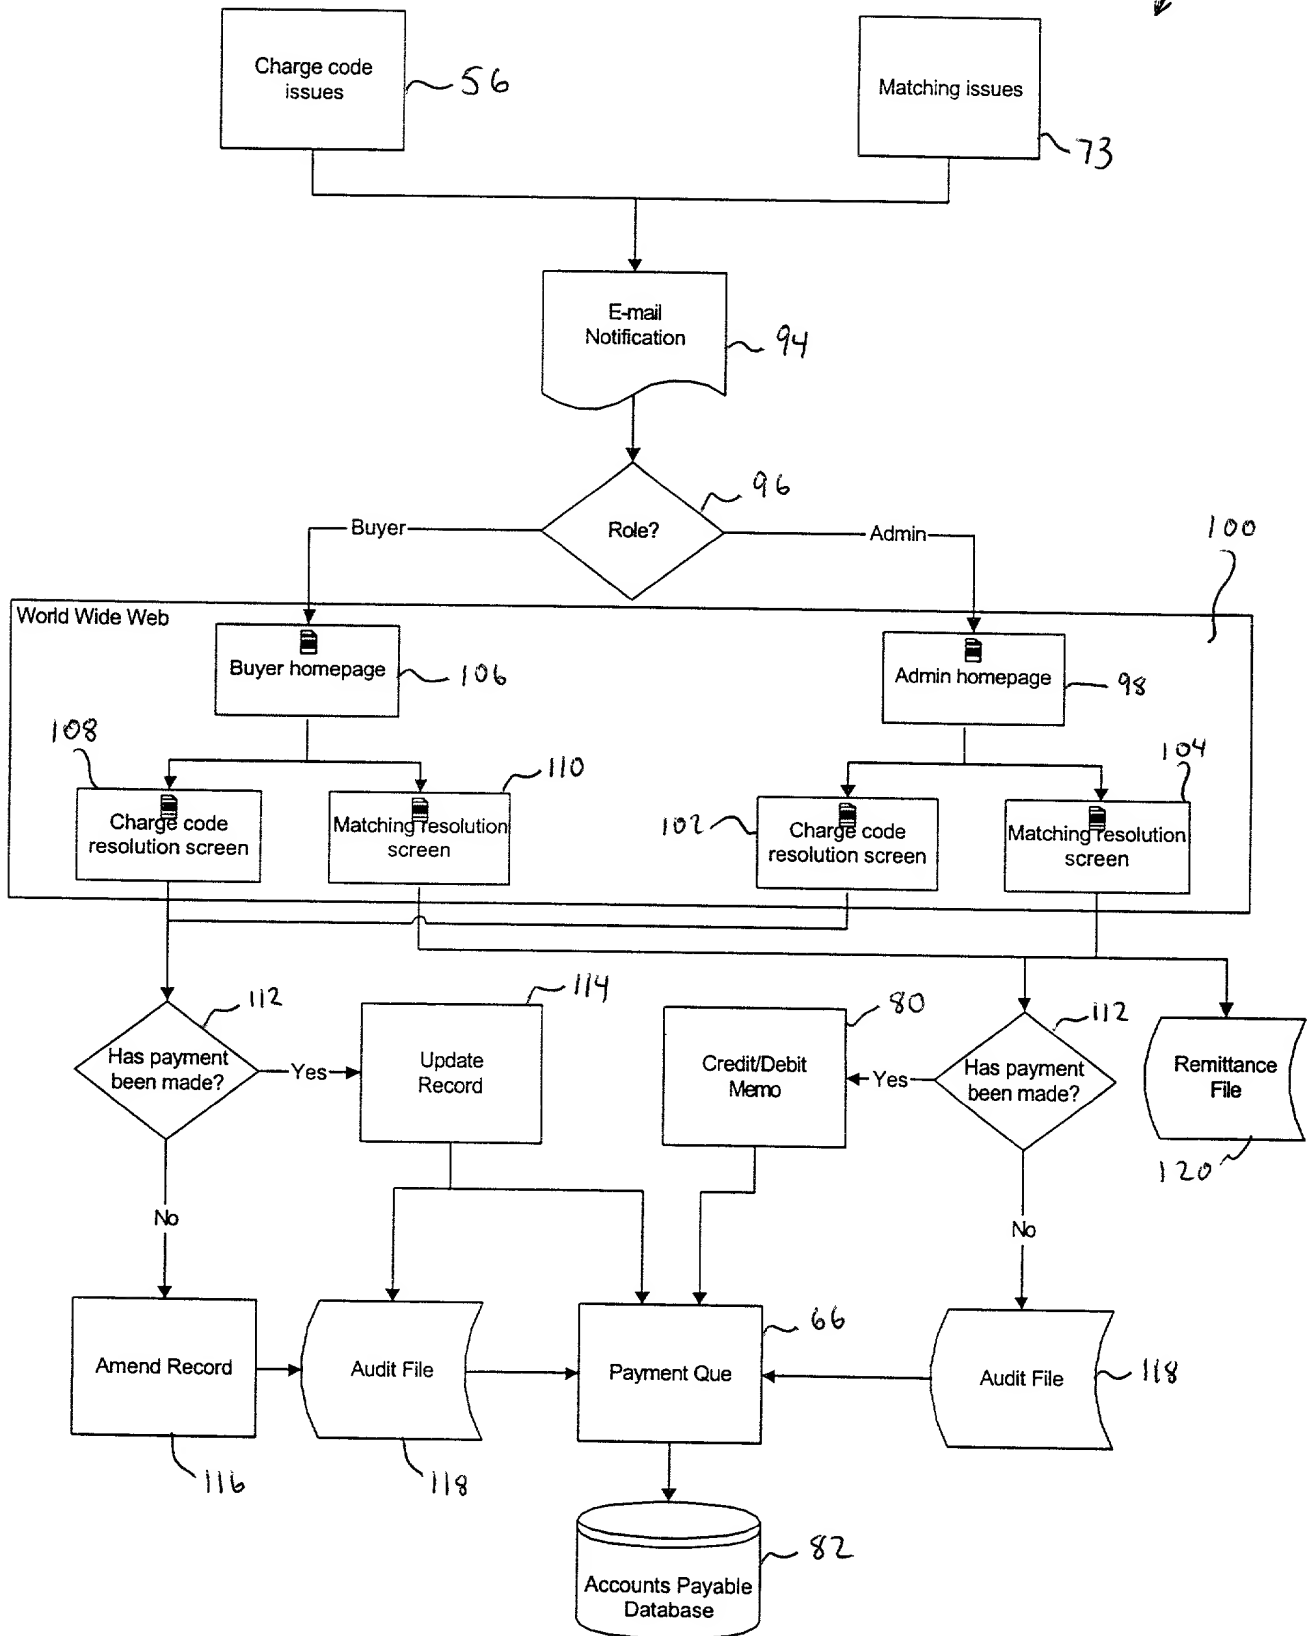 Charge code
issues
56
Matching issues
73
E-mail
Notification
94
96
Role?
Buyer
Admin
100
World Wide Web
Buyer homepage
106
Admin homepage
98
108
110
104
Charge code
resolution screen
Matching resolution
screen
102
Charge code
resolution screen
Matching resolution
screen
112
114
80
112
Has payment
been made?
Yes
Update
Record
Credit/Debit
Memo
Yes
Has payment
been made?
Remittance
File
120
No
No
66
Amend Record
Audit File
Payment Que
Audit File
118
116
118
82
Accounts Payable
Database